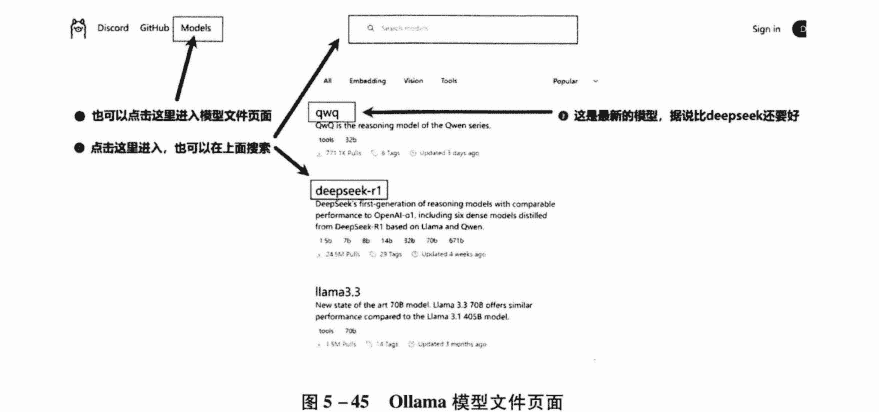 Discord GitHub Models Search models Sign in
All Embedding Vision Tools Popular
qwq
● 也可以点击这里进入模型文件页面
❶ 这是最新的模型，据说比deepseek还要好
QwQ is the reasoning model of the Qwen series.
tools 32b
● 点击这里进入，也可以在上面搜索
6 Tags Updated 3 days ago
deepseek-r1
DeepSeek's first-generation of reasoning models with comparable
performance to OpenAI-o1, including six dense models distilled
from DeepSeek-R1 based on Llama and Qwen.
1.5b 7b 8b 14b 32b 70b 671b
Pulls 29 Tags Updated 4 weeks ago
llama3.3
New state of the art 70B model. Llama 3.3 70B offers similar
performance compared to the Llama 3.1 405B model.
tools 70b
Pulls 14 Tags Updated 3 months ago
图 5－45 Ollama 模型文件页面